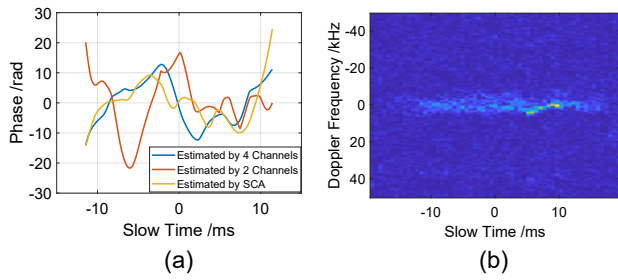 30
20
10
0
-10
-20
-30
Phase /rad
Estimated by 4 Channels
Estimated by 2 Channels
Estimated by SCA
-10
0
10
Slow Time /ms
(a)
-40
-20
0
20
40
Doppler Frequency /kHz
-10
0
10
Slow Time /ms
(b)